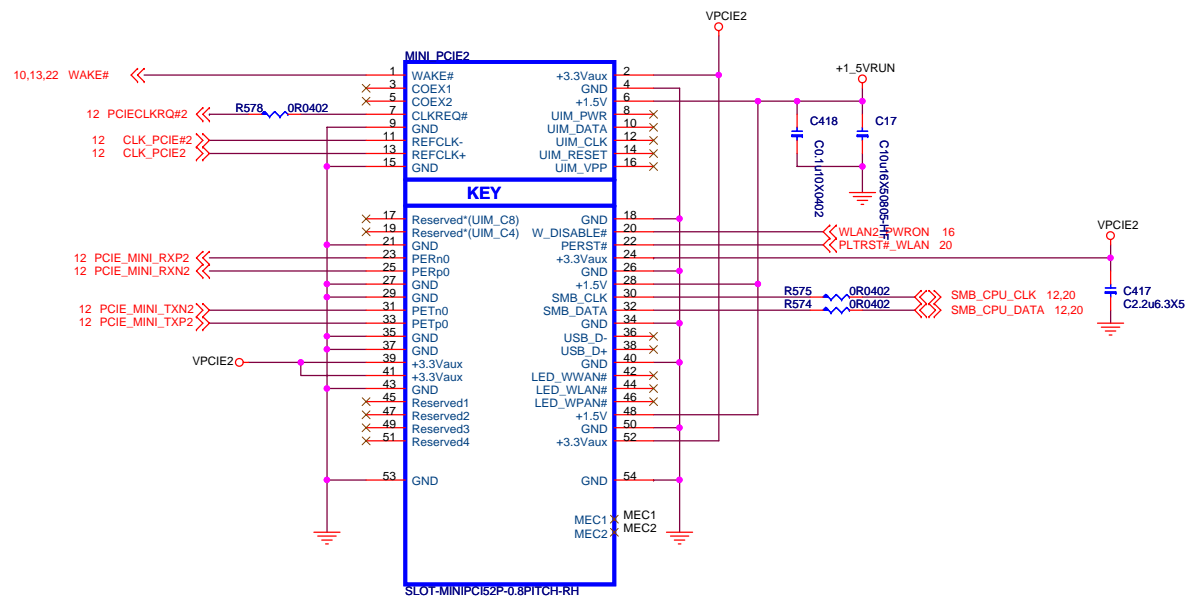 VPCIE2
MINI_PCIE2
+1_5VRUN
10,13,22 WAKE# 1 WAKE# +3.3Vaux 2
3 COEX1 GND 4
5 COEX2 +1.5V 6
12 PCIECLKRQ#2 R578 0R0402 7 CLKREQ# UIM_PWR 8
9 GND UIM_DATA 10
12 CLK_PCIE#2 11 REFCLK- UIM_CLK 12
12 CLK_PCIE2 13 REFCLK+ UIM_RESET 14
15 GND UIM_VPP 16
C418 C17
C0.1u10X0402
C10u16X50805-HF
KEY
VPCIE2
17 Reserved*(UIM_C8) GND 18
19 Reserved*(UIM_C4) W_DISABLE# 20 WLAN2_PWRON 16
21 GND PERST# 22 PLTRST#_WLAN 20
12 PCIE_MINI_RXP2 23 PERn0 +3.3Vaux 24
12 PCIE_MINI_RXN2 25 PERp0 GND 26
27 GND +1.5V 28
29 GND SMB_CLK 30 R575 0R0402 SMB_CPU_CLK 12,20
12 PCIE_MINI_TXN2 31 PETn0 SMB_DATA 32 R574 0R0402 SMB_CPU_DATA 12,20
C417
C2.2u6.3X5
12 PCIE_MINI_TXP2 33 PETp0 GND 34
35 GND USB_D- 36
37 GND USB_D+ 38
VPCIE2 39 +3.3Vaux GND 40
41 +3.3Vaux LED_WWAN# 42
43 GND LED_WLAN# 44
45 Reserved1 LED_WPAN# 46
47 Reserved2 +1.5V 48
49 Reserved3 GND 50
51 Reserved4 +3.3Vaux 52
53 GND GND 54
MEC1 MEC1
MEC2 MEC2
SLOT-MINIPCI52P-0.8PITCH-RH